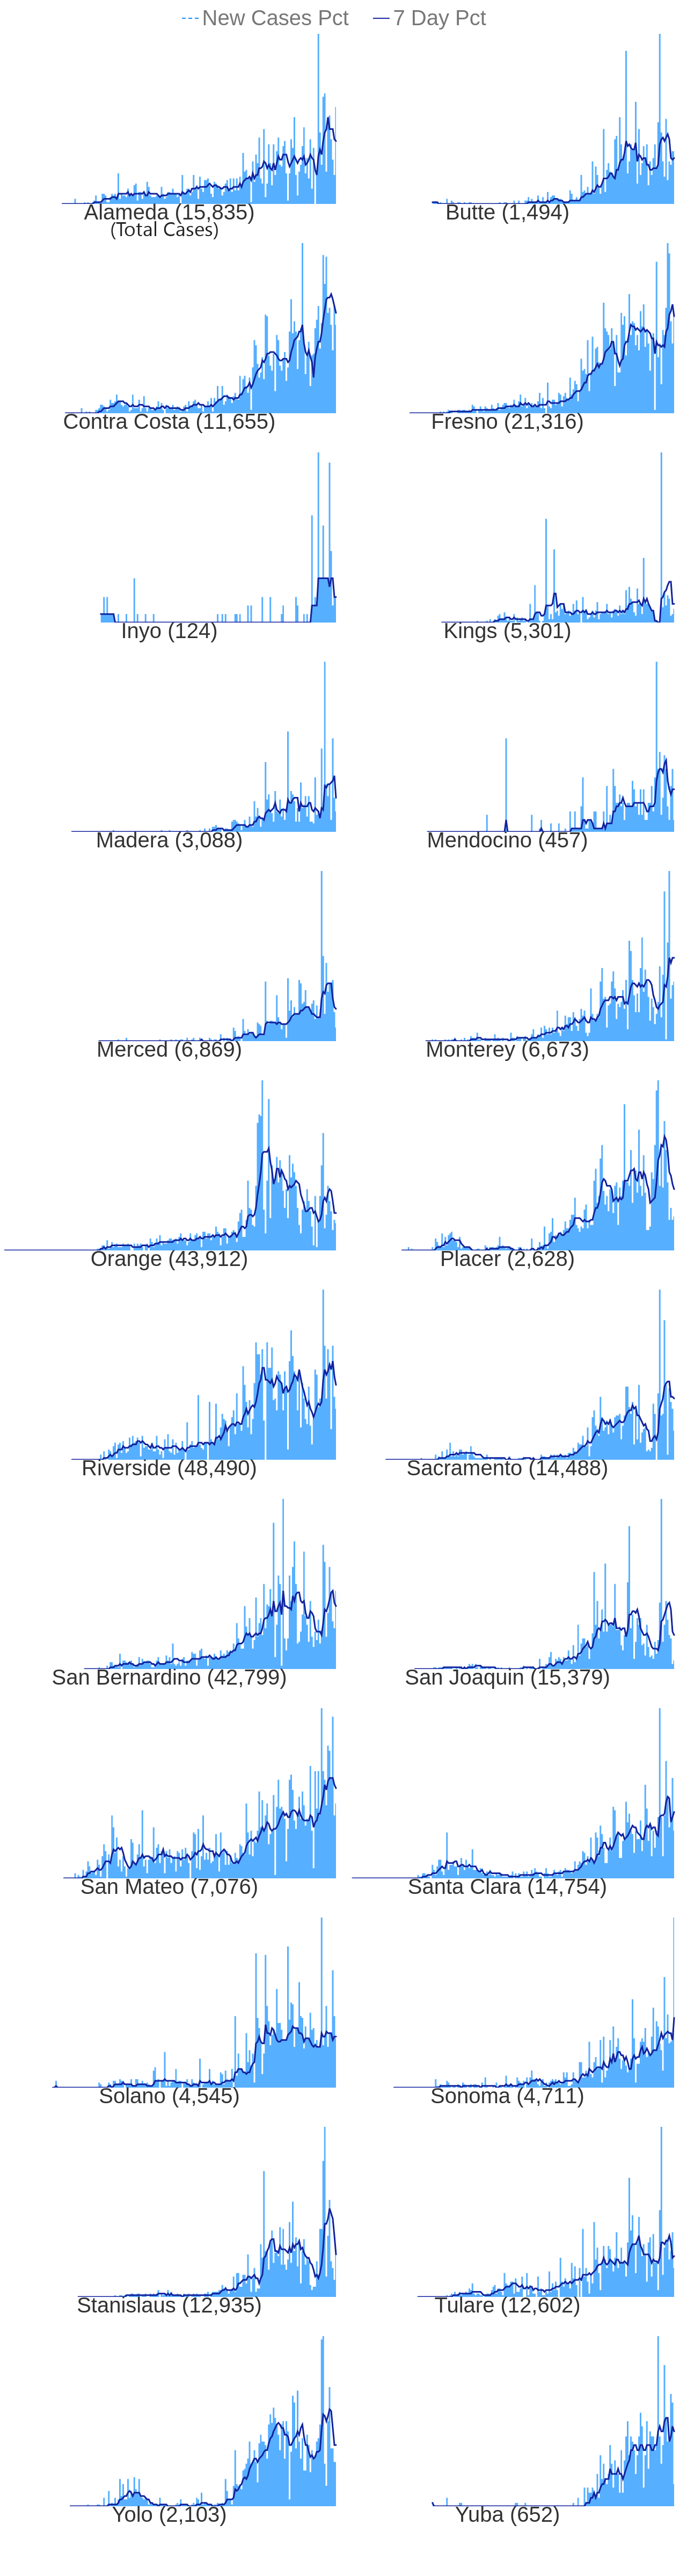 New Cases Pct 7 Day Pct
Alameda (15,835) Butte (1,494)
(Total Cases)
Contra Costa (11,655) Fresno (21,316)
Inyo (124) Kings (5,301)
Madera (3,088) Mendocino (457)
Merced (6,869) Monterey (6,673)
Orange (43,912) Placer (2,628)
Riverside (48,490) Sacramento (14,488)
San Bernardino (42,799) San Joaquin (15,379)
San Mateo (7,076) Santa Clara (14,754)
Solano (4,545) Sonoma (4,711)
Stanislaus (12,935) Tulare (12,602)
Yolo (2,103) Yuba (652)